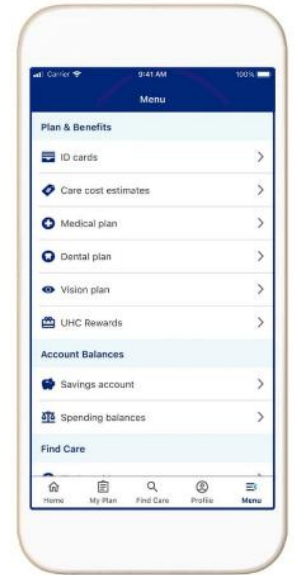 Carrier 9:41 AM 100%
Menu
Plan & Benefits
ID cards
Care cost estimates
Medical plan
Dental plan
Vision plan
UHC Rewards
Account Balances
Savings account
Spending balances
Find Care
Home My Plan Find Care Profile Menu